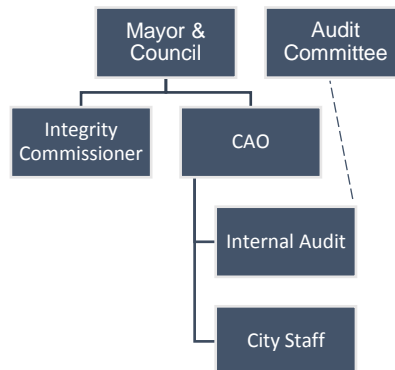 Mayor &
Council
Audit
Committee
Integrity
Commissioner
CAO
Internal Audit
City Staff